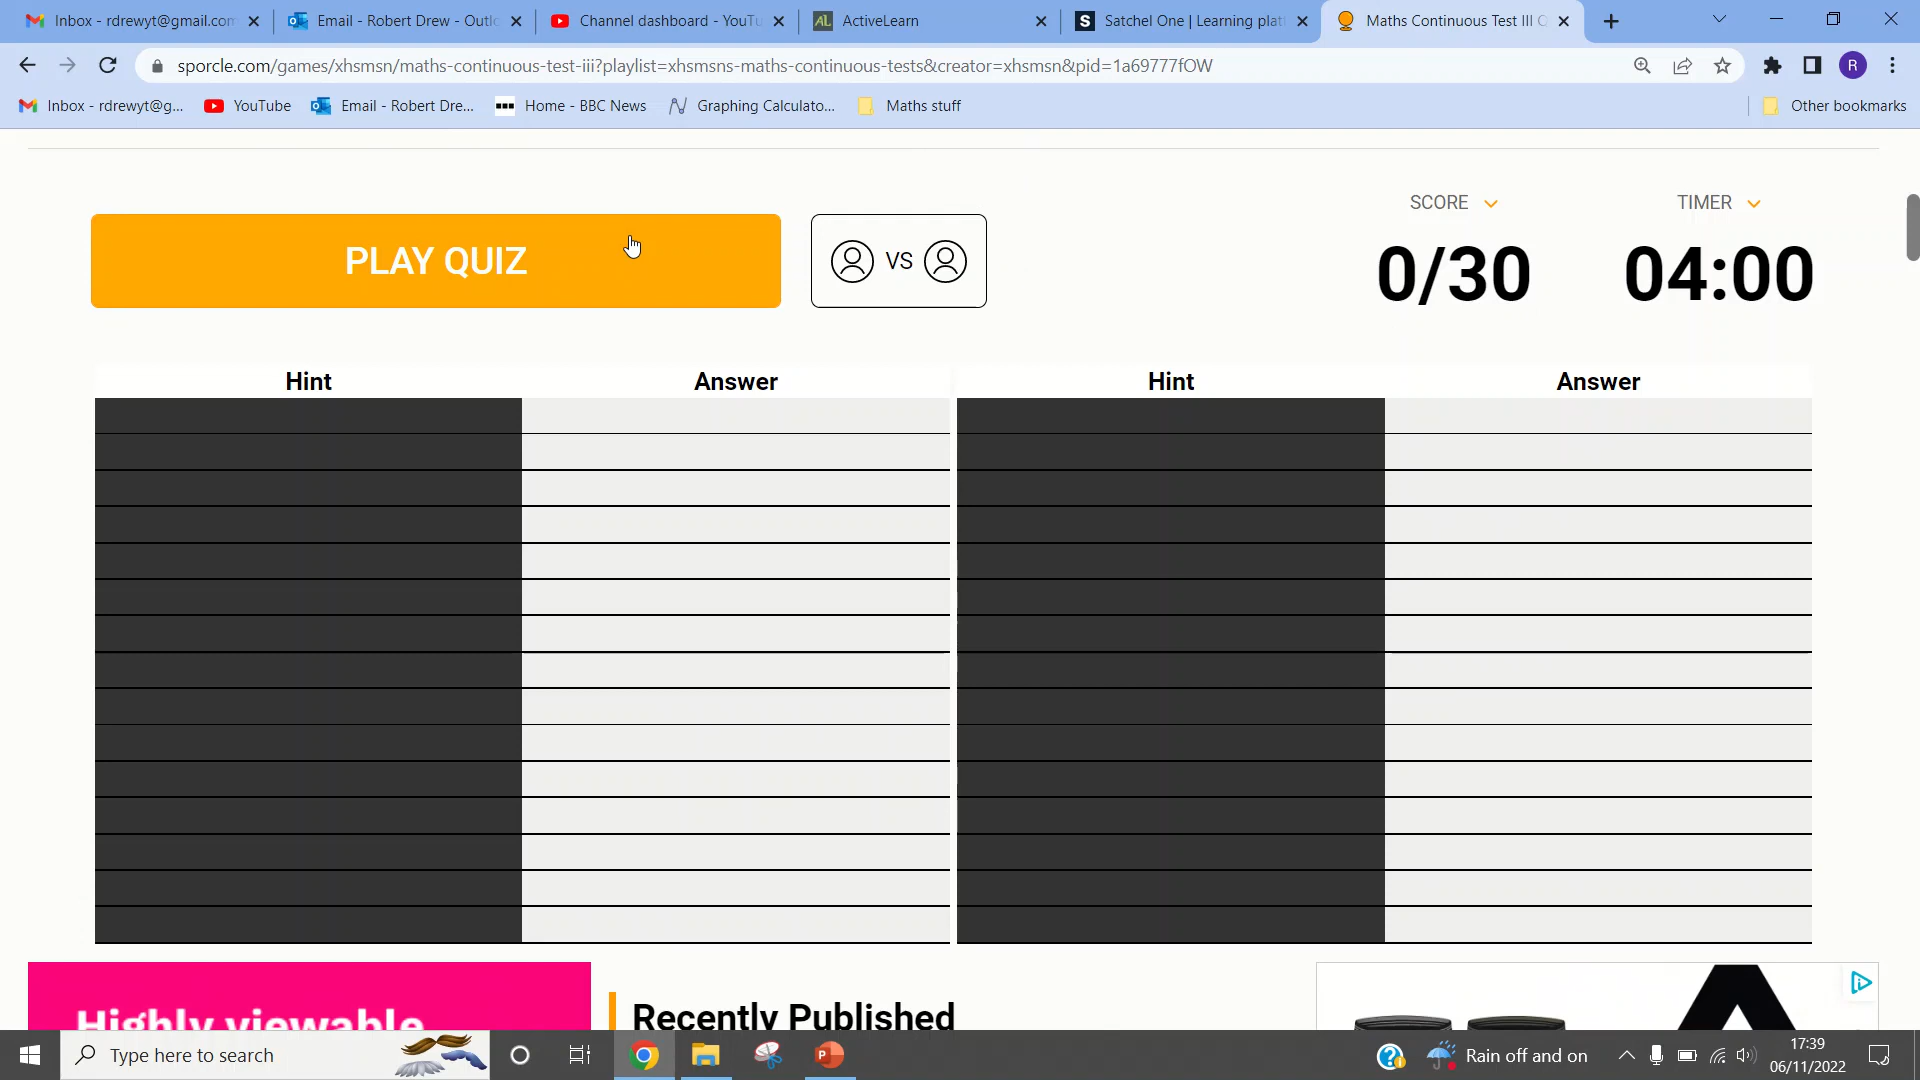 Inbox - rdrewyt@gmail.com
Email - Robert Drew - Outlo
Channel dashboard - YouTu
ActiveLearn
Satchel One | Learning plat
Maths Continuous Test III Q
sporcle.com/games/xhsmsn/maths-continuous-test-iii?playlist=xhsmsns-maths-continuous-tests&creator=xhsmsn&pid=1a69777fOW
R
Inbox - rdrewyt@g...
YouTube
Email - Robert Dre...
Home - BBC News
Graphing Calculato...
Maths stuff
Other bookmarks
PLAY QUIZ
VS
SCORE
TIMER
0/30
04:00
Hint Answer Hint Answer
Highly viewable
Recently Published
Type here to search
Rain off and on
17:39
06/11/2022